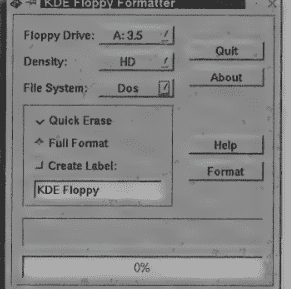 KDE Floppy Formatter
Floppy Drive: A: 3.5
Quit
Density: HD
About
File System: Dos
Quick Erase
Full Format
Help
Create Label:
Format
KDE Floppy
0%